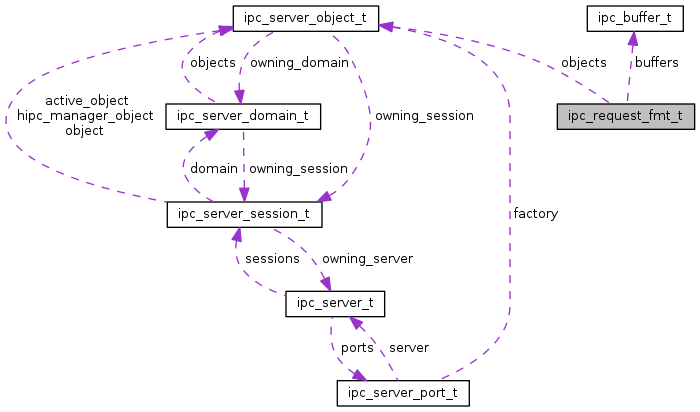 ipc_server_object_t
ipc_buffer_t
objects
owning_domain
objects
buffers
active_object
hipc_manager_object
object
ipc_server_domain_t
owning_session
ipc_request_fmt_t
domain
owning_session
ipc_server_session_t
factory
sessions
owning_server
ipc_server_t
ports
server
ipc_server_port_t